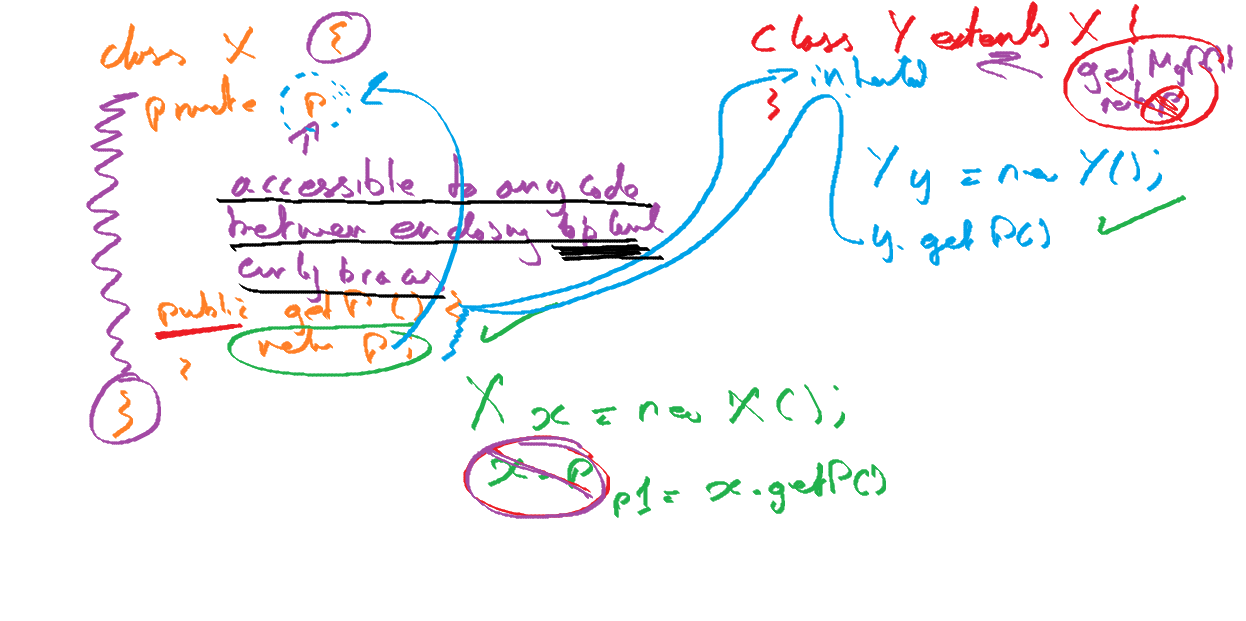 class X {
private P
accessible to any code
between enclosing top level
curly braces
public getP() {
return P;
}
}
class Y extends X {
inherited
}
getMyP()
return P
Y y = new Y();
y.getP()
X x = new X();
x.P
p1 = x.getP()